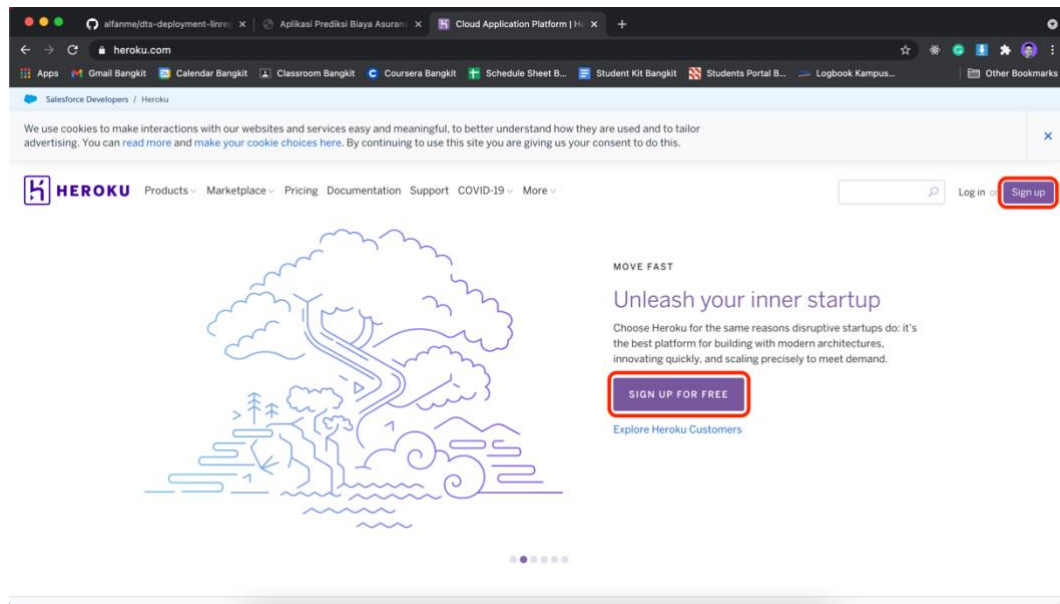 alfanme/dts-deployment-linreg
Aplikasi Prediksi Biaya Asurans
Cloud Application Platform | H
heroku.com
Apps
Gmail Bangkit
Calendar Bangkit
Classroom Bangkit
Coursera Bangkit
Schedule Sheet B...
Student Kit Bangkit
Students Portal B...
Logbook Kampus...
Other Bookmarks
Salesforce Developers / Heroku
We use cookies to make interactions with our websites and services easy and meaningful, to better understand how they are used and to tailor
advertising. You can read more and make your cookie choices here. By continuing to use this site you are giving us your consent to do this.
HEROKU
Products
Marketplace
Pricing
Documentation
Support
COVID-19
More
Log in or
Sign up
MOVE FAST
Unleash your inner startup
Choose Heroku for the same reasons disruptive startups do: it's
the best platform for building with modern architectures,
innovating quickly, and scaling precisely to meet demand.
SIGN UP FOR FREE
Explore Heroku Customers